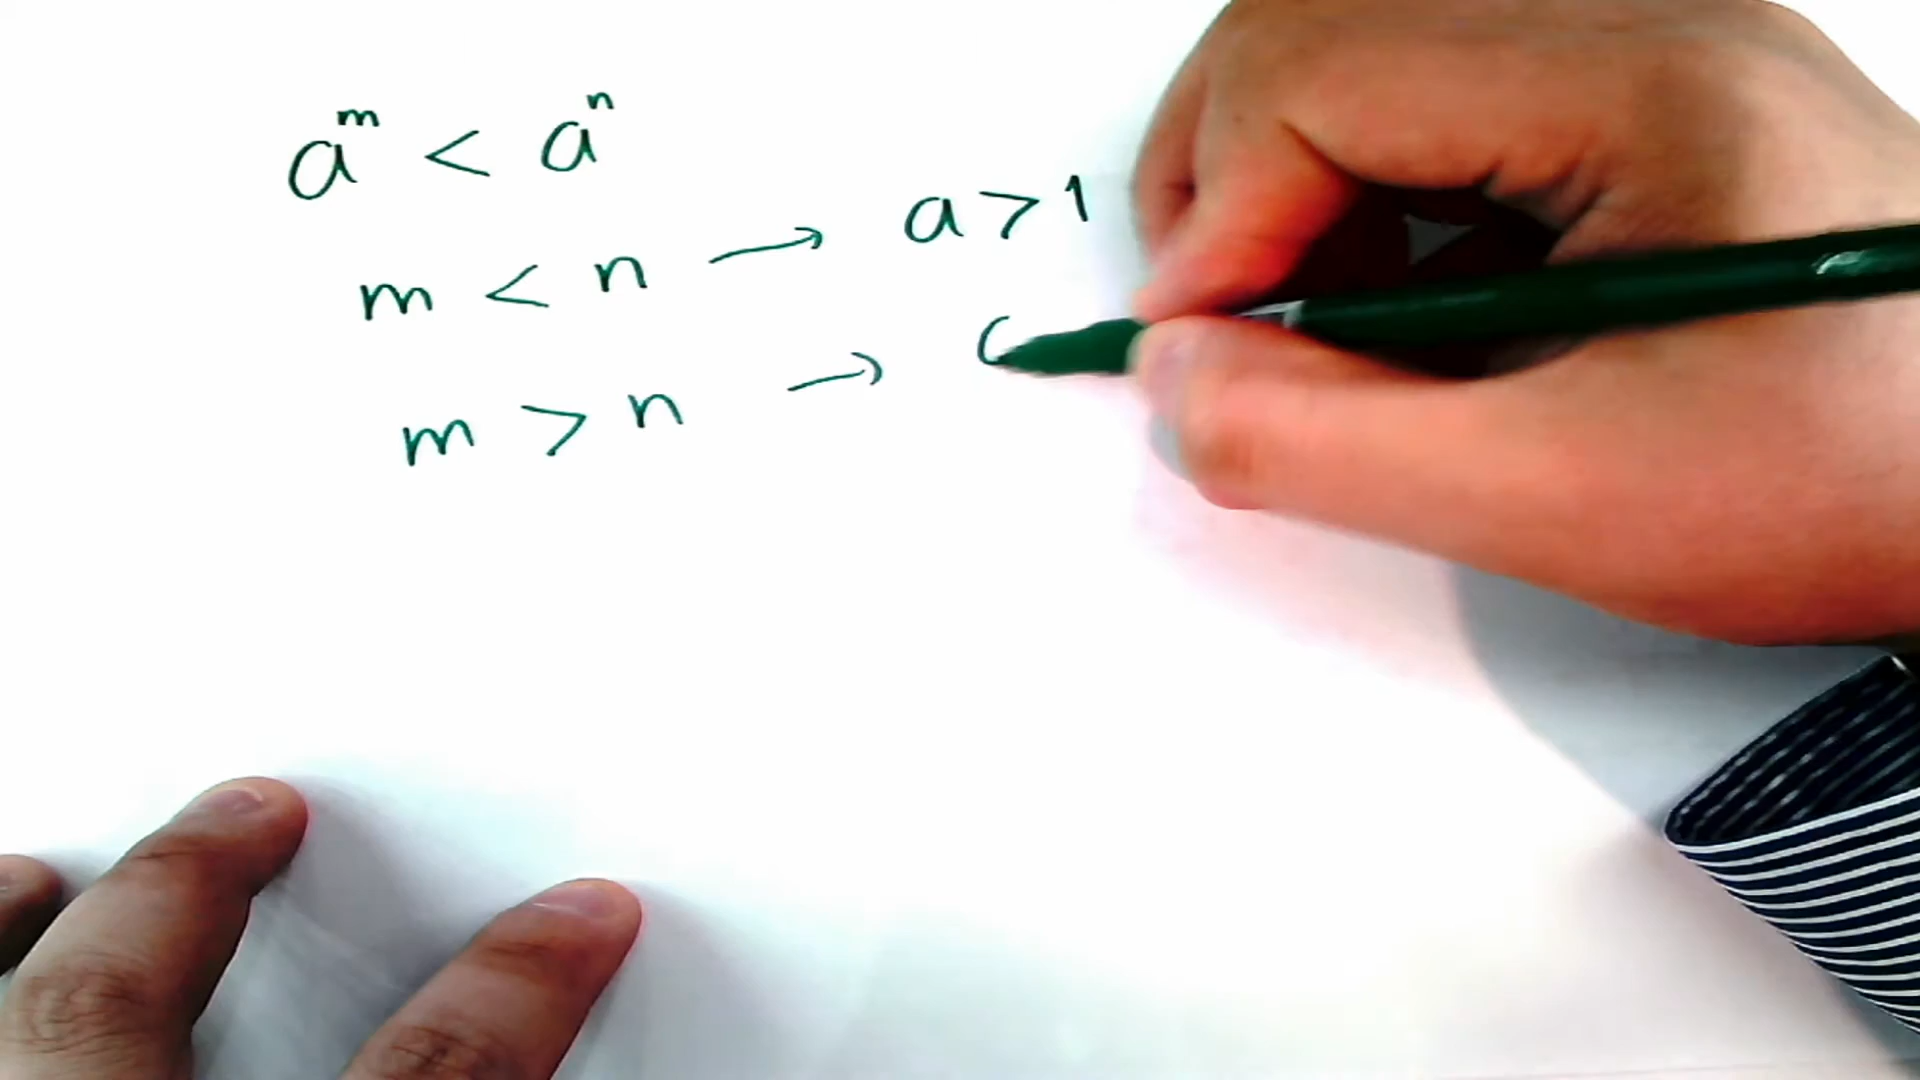 a^m < a^n
m < n → a > 1
m > n →